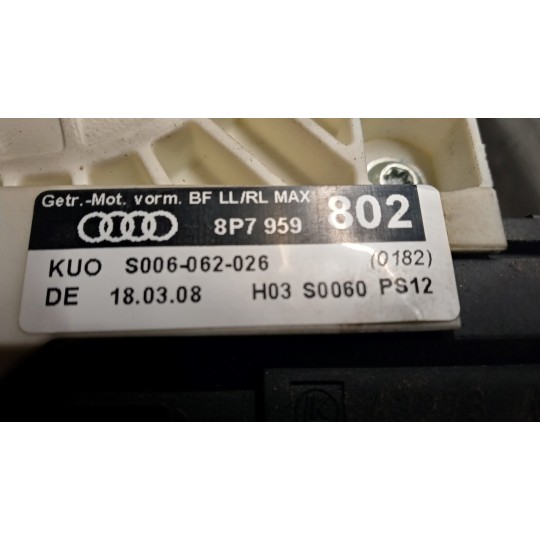 Getr.-Mot. vorm. BF LL/RL MAX
8P7 959 802
KUO S006-062-026 (0182)
DE 18.03.08 H03 S0060 PS12